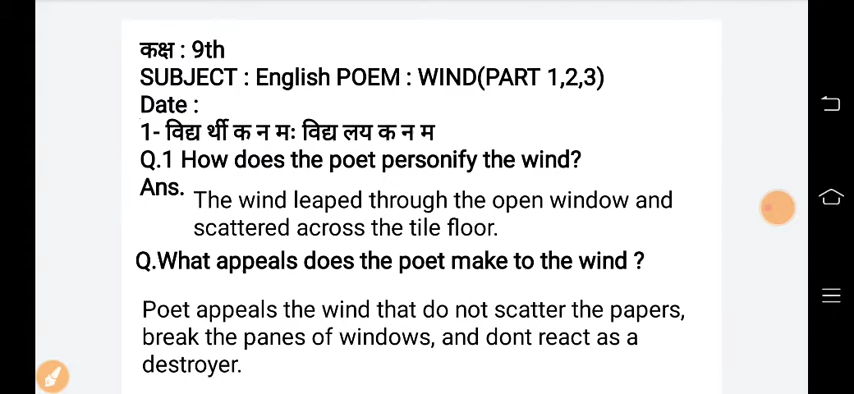 कक्ष : 9th
SUBJECT : English POEM : WIND(PART 1,2,3)
Date :
1- विद्य र्थी क न मः विद्य लय क न म
Q.1 How does the poet personify the wind?
Ans. The wind leaped through the open window and
scattered across the tile floor.
Q.What appeals does the poet make to the wind ?
Poet appeals the wind that do not scatter the papers,
break the panes of windows, and dont react as a
destroyer.